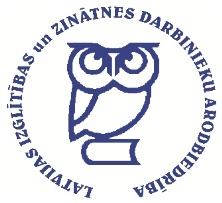 LATVIJAS IZGLĪTĪBAS un ZINĀTNES DARBINIEKU ARODBIEDRĪBA